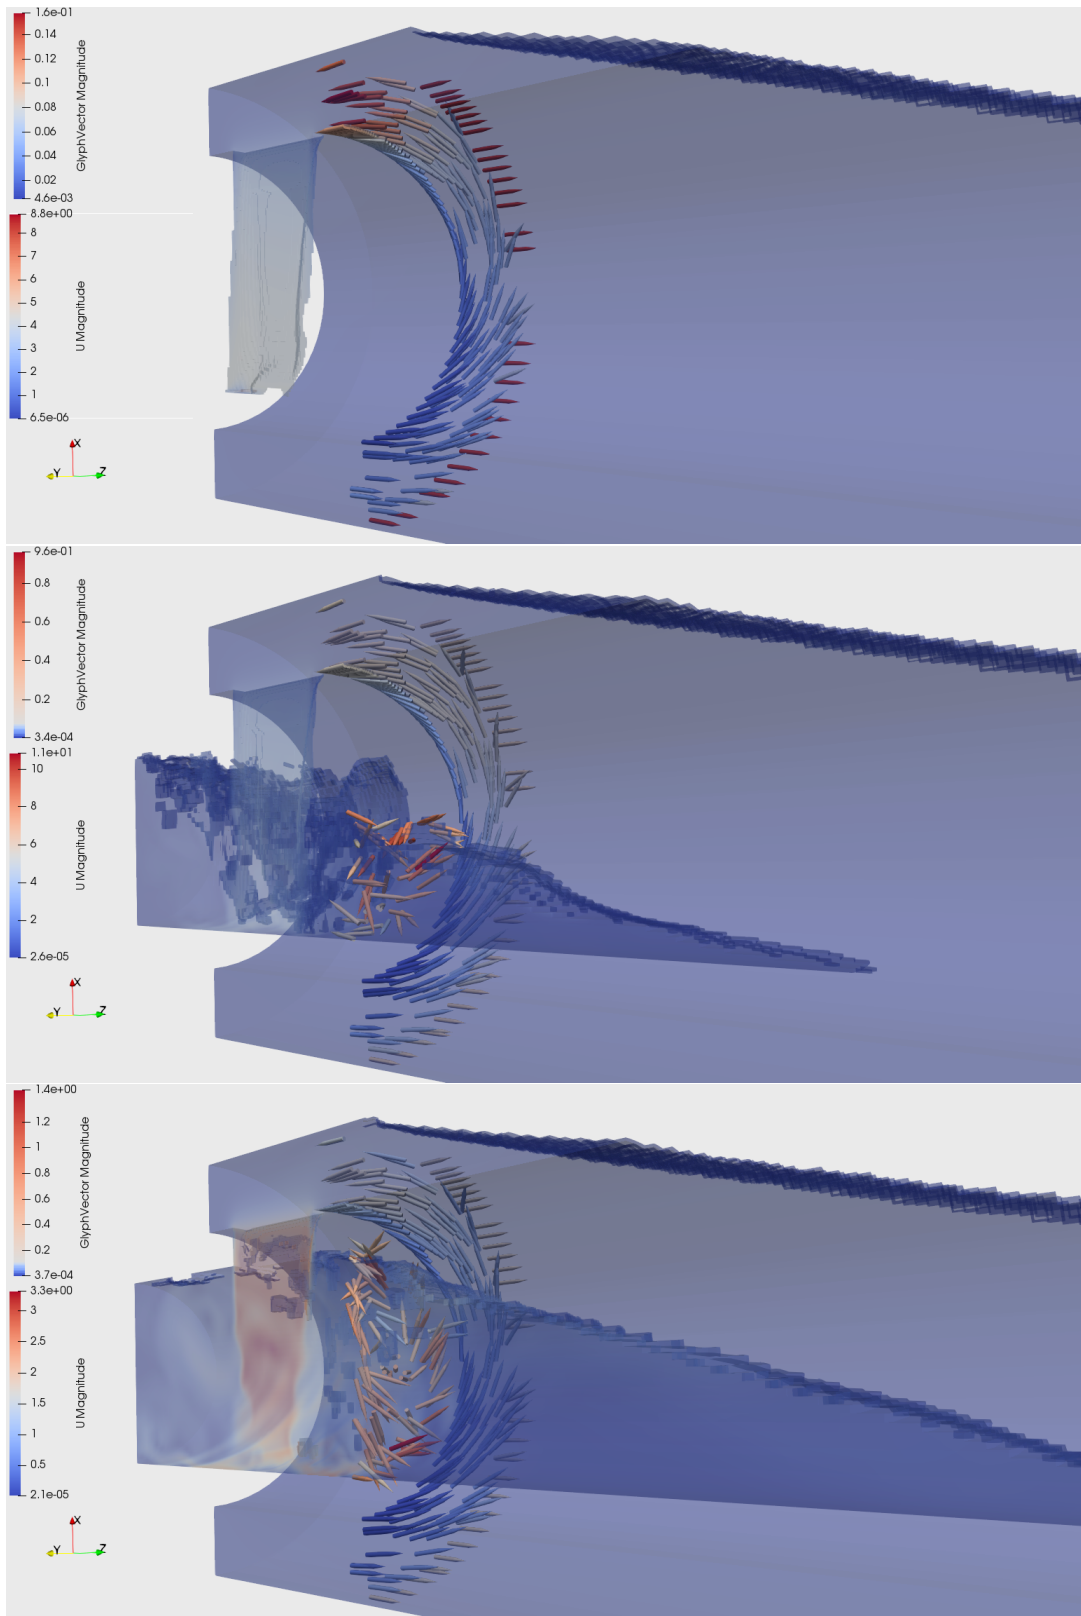 1.6e-01
0.14
0.12
0.1
0.08
0.06
0.04
0.02
4.6e-03
GlyphVector Magnitude
8.8e+00
8
7
6
5
4
3
2
1
6.5e-06
U Magnitude
X
Y
Z
9.6e-01
0.8
0.6
0.4
0.2
3.4e-04
GlyphVector Magnitude
1.1e+01
10
8
6
4
2
2.6e-05
U Magnitude
X
Y
Z
1.4e+00
1.2
1
0.8
0.6
0.4
0.2
3.7e-04
GlyphVector Magnitude
3.3e+00
3
2.5
2
1.5
1
0.5
2.1e-05
U Magnitude
X
Y
Z